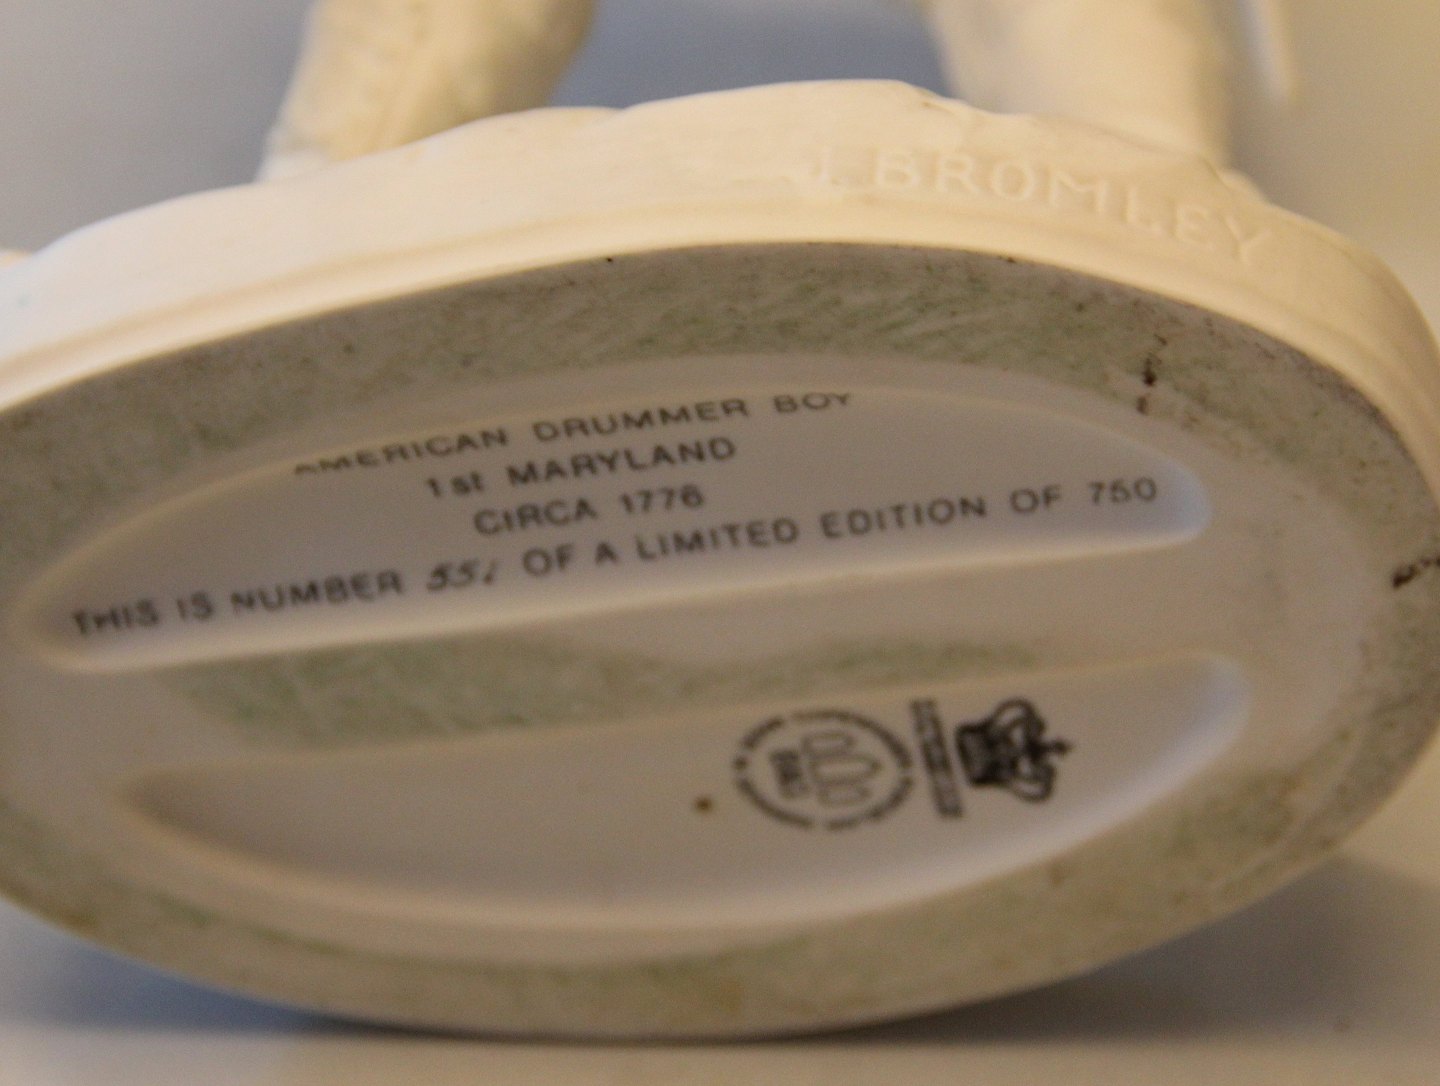 J. BROMLEY
AMERICAN DRUMMER BOY
1st MARYLAND
CIRCA 1776
THIS IS NUMBER 551 OF A LIMITED EDITION OF 750